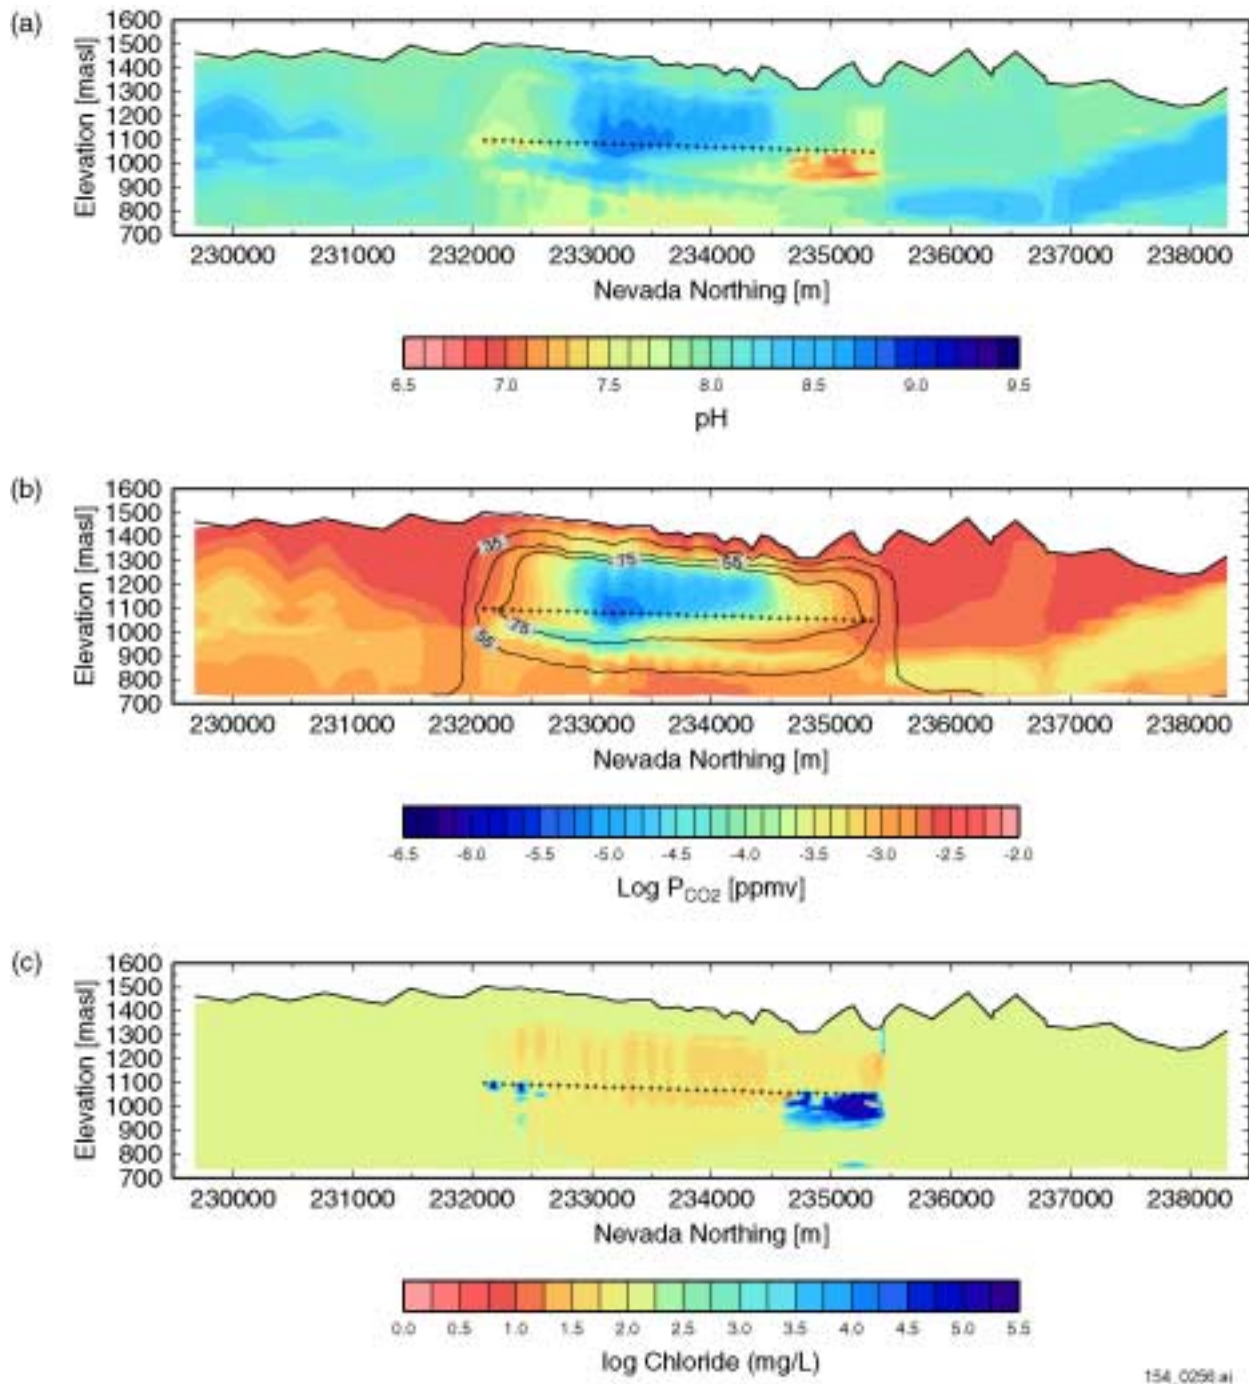 (a)
Elevation [masl]
1600
1500
1400
1300
1200
1100
1000
900
800
700
230000 231000 232000 233000 234000 235000 236000 237000 238000
Nevada Northing [m]
6.5 7.0 7.5 8.0 8.5 9.0 9.5
pH
(b)
Elevation [masl]
1600
1500
1400
1300
1200
1100
1000
900
800
700
35 75 55
75
55
230000 231000 232000 233000 234000 235000 236000 237000 238000
Nevada Northing [m]
-6.5 -6.0 -5.5 -5.0 -4.5 -4.0 -3.5 -3.0 -2.5 -2.0
Log PCO2 [ppmv]
(c)
Elevation [masl]
1600
1500
1400
1300
1200
1100
1000
900
800
700
230000 231000 232000 233000 234000 235000 236000 237000 238000
Nevada Northing [m]
0.0 0.5 1.0 1.5 2.0 2.5 3.0 3.5 4.0 4.5 5.0 5.5
log Chloride (mg/L)
154_0256.ai